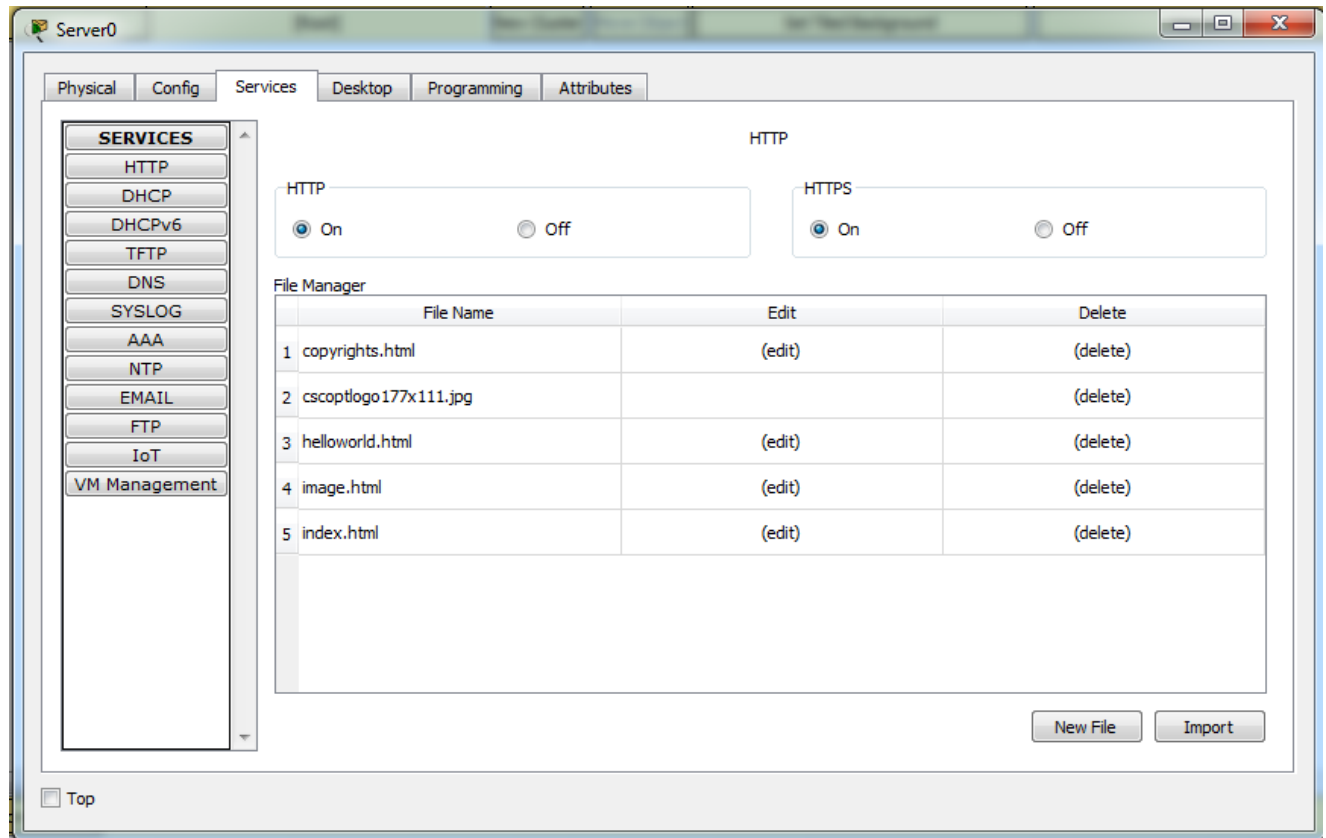 Server0
Physical Config Services Desktop Programming Attributes
SERVICES
HTTP
DHCP
DHCPv6
TFTP
DNS
SYSLOG
AAA
NTP
EMAIL
FTP
IoT
VM Management
HTTP
HTTP
On Off
HTTPS
On Off
File Manager
File Name Edit Delete
1 copyrights.html (edit) (delete)
2 cscoptlogo177x111.jpg (delete)
3 helloworld.html (edit) (delete)
4 image.html (edit) (delete)
5 index.html (edit) (delete)
New File Import
Top